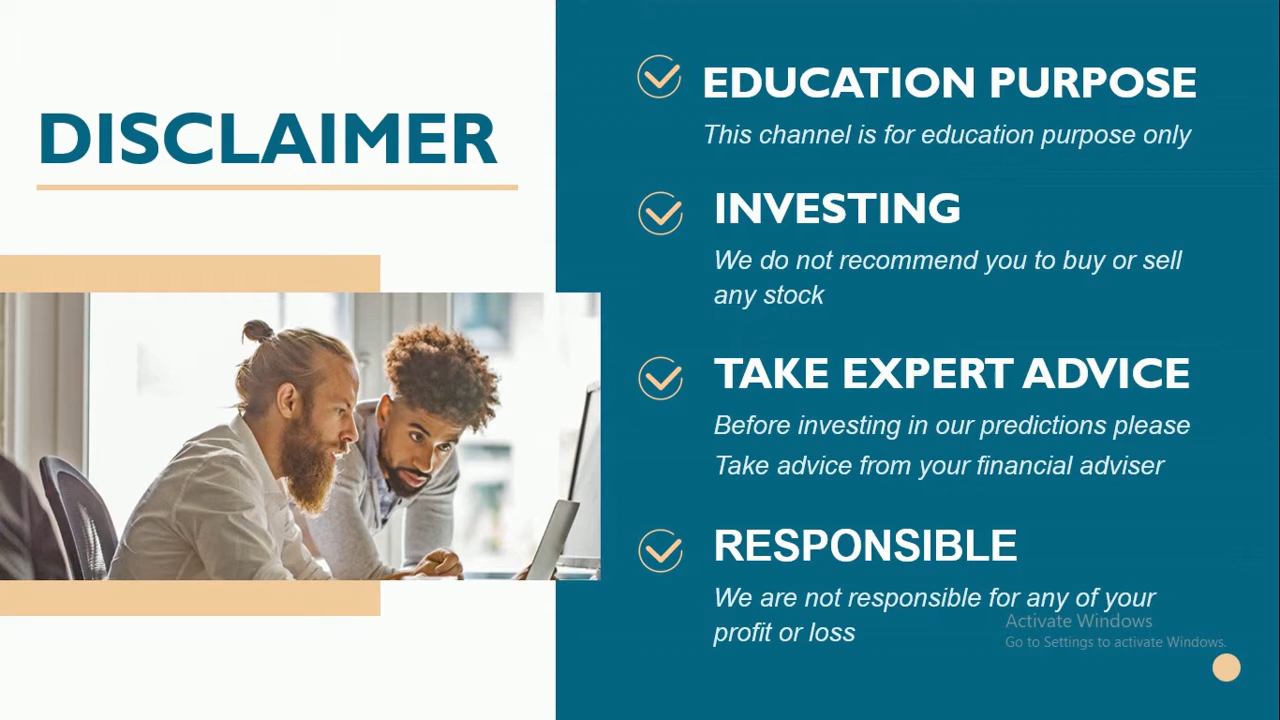 DISCLAIMER
EDUCATION PURPOSE
This channel is for education purpose only
INVESTING
We do not recommend you to buy or sell
any stock
TAKE EXPERT ADVICE
Before investing in our predictions please
Take advice from your financial adviser
RESPONSIBLE
We are not responsible for any of your
profit or loss
Activate Windows
Go to Settings to activate Windows.